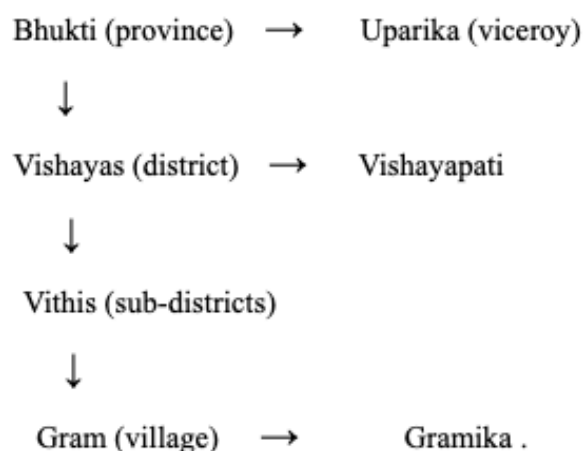 Bhukti (province) → Uparika (viceroy)
↓
Vishayas (district) → Vishayapati
↓
Vithis (sub-districts)
↓
Gram (village) → Gramika .